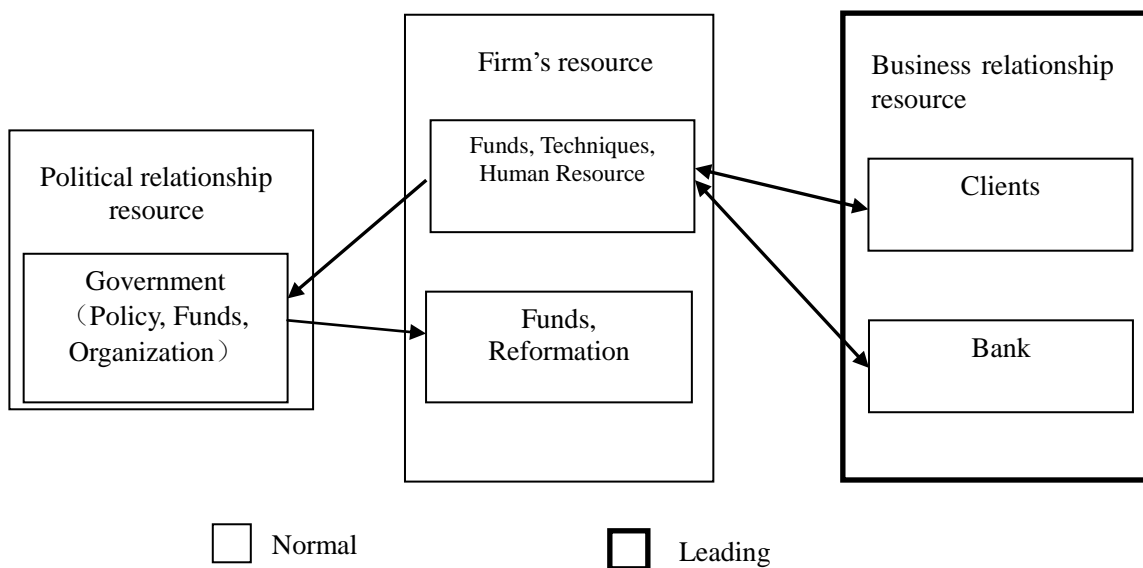 Political relationship
resource
Government
（Policy, Funds,
Organization）
Firm’s resource
Funds, Techniques,
Human Resource
Funds,
Reformation
Business relationship
resource
Clients
Bank
Normal
Leading